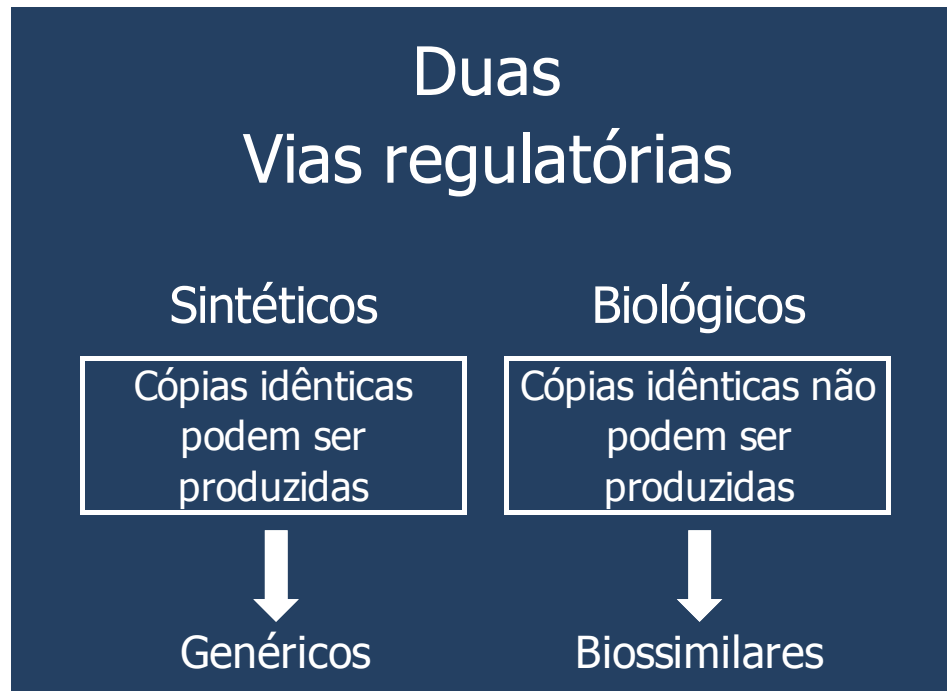 Duas
Vias regulatórias
Sintéticos
Cópias idênticas
podem ser
produzidas
Genéricos
Biológicos
Cópias idênticas não
podem ser
produzidas
Biossimilares